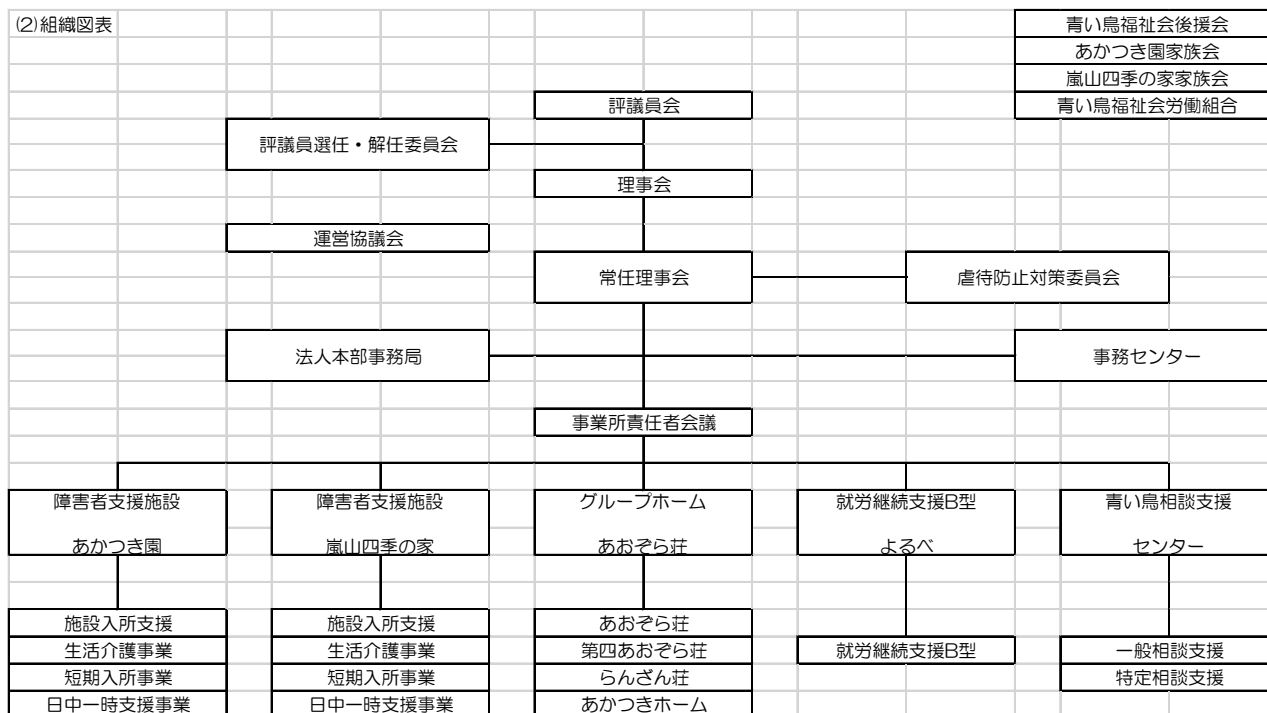 (2)組織図表
青い鳥福祉会後援会
あかつき園家族会
嵐山四季の家家族会
評議員会
青い鳥福祉会労働組合
評議員選任・解任委員会
理事会
運営協議会
常任理事会
虐待防止対策委員会
法人本部事務局
事務センター
事業所責任者会議
障害者支援施設
あかつき園
障害者支援施設
嵐山四季の家
グループホーム
あおぞら荘
就労継続支援B型
よるべ
青い鳥相談支援
センター
施設入所支援
生活介護事業
短期入所事業
日中一時支援事業
施設入所支援
生活介護事業
短期入所事業
日中一時支援事業
あおぞら荘
第四あおぞら荘
らんざん荘
あかつきホーム
就労継続支援B型
一般相談支援
特定相談支援